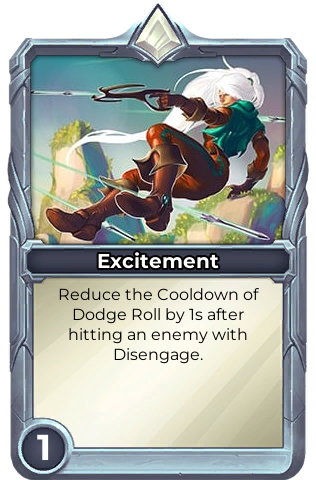 Excitement
Reduce the Cooldown of
Dodge Roll by 1s after
hitting an enemy with
Disengage.
1